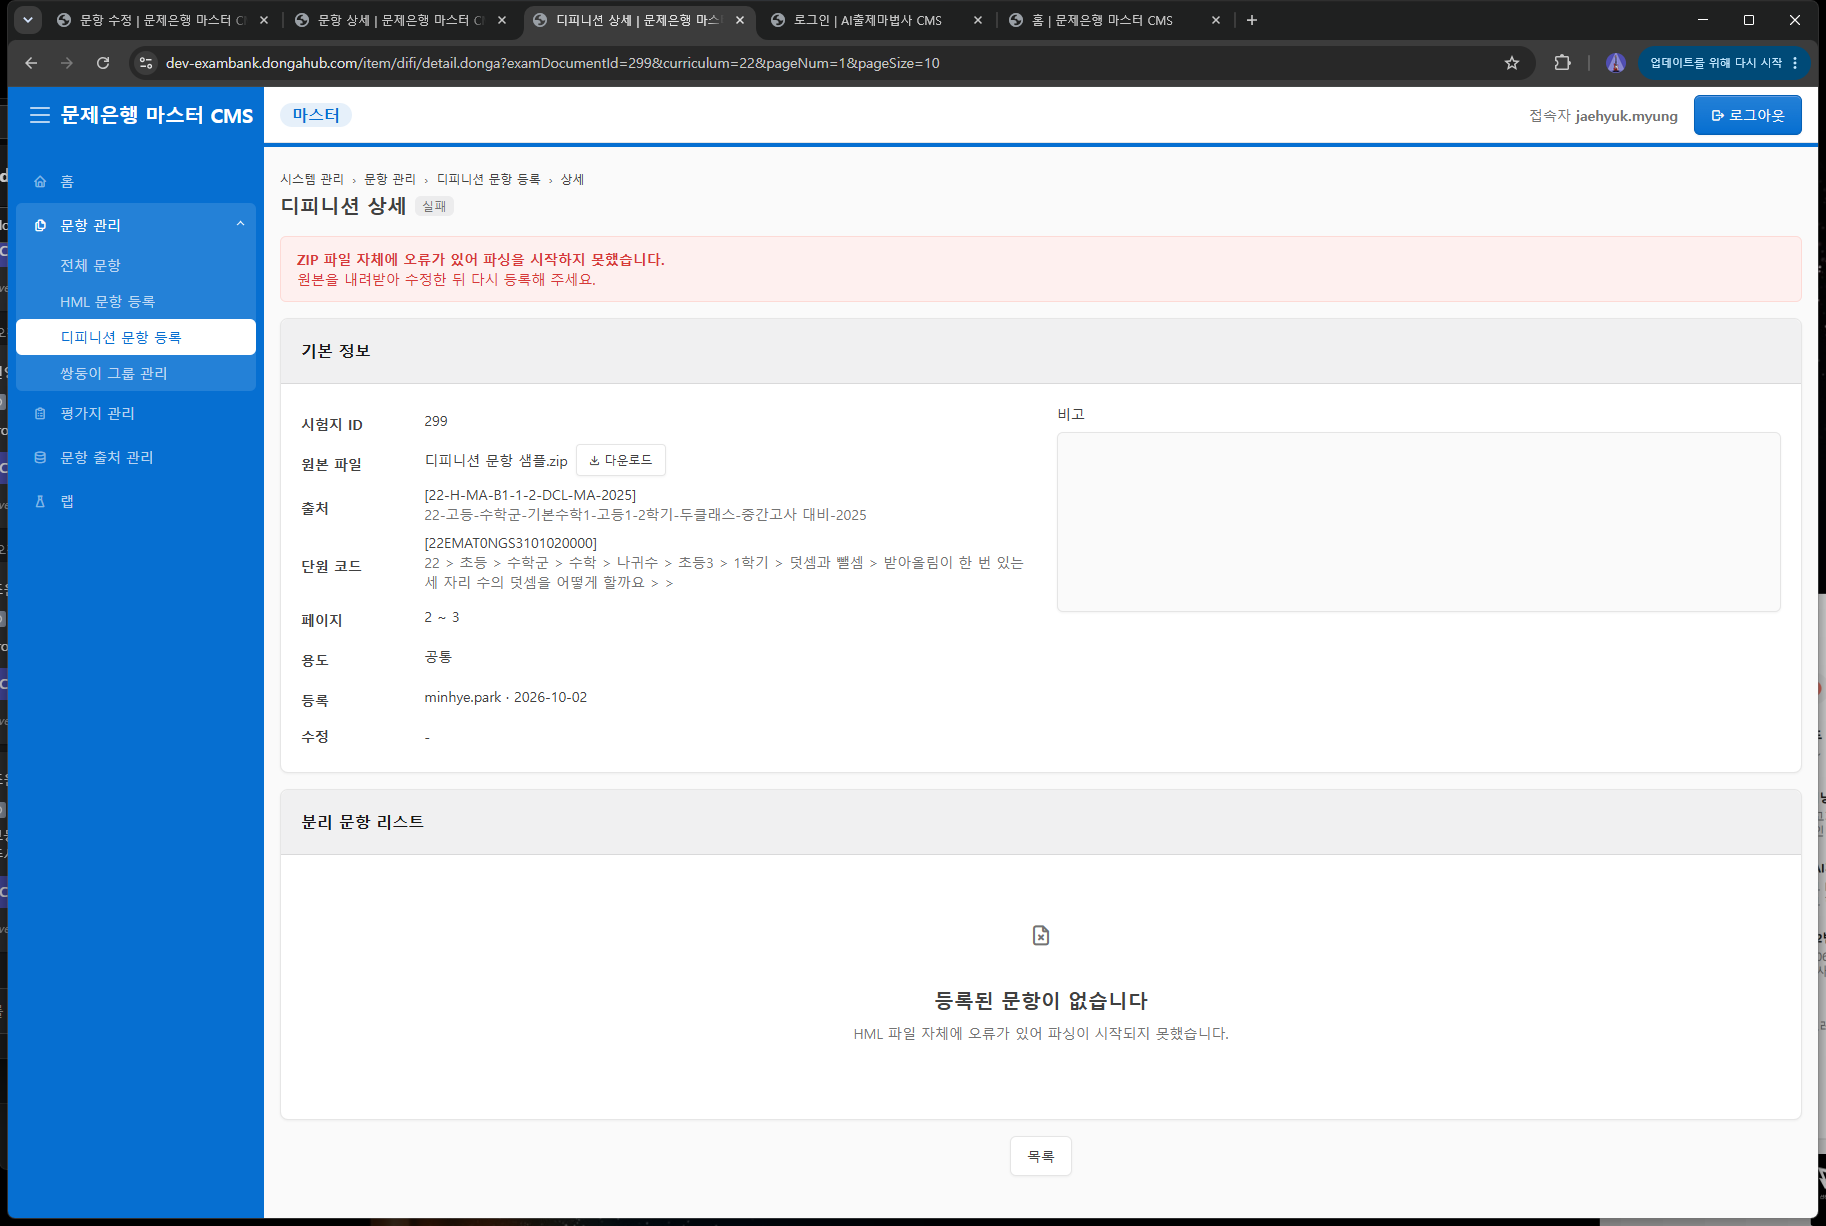 문항 수정 | 문제은행 마스터 C
문항 상세 | 문제은행 마스터 C
디피니션 상세 | 문제은행 마스
로그인 | AI출제마법사 CMS
홈 | 문제은행 마스터 CMS
dev-exambank.dongahub.com/item/difi/detail.donga?examDocumentId=299&curriculum=22&pageNum=1&pageSize=10
업데이트를 위해 다시 시작
문제은행 마스터 CMS
마스터
접속자 jaehyuk.myung
로그아웃
홈
문항 관리
전체 문항
HML 문항 등록
디피니션 문항 등록
쌍둥이 그룹 관리
평가지 관리
문항 출처 관리
랩
시스템 관리 › 문항 관리 › 디피니션 문항 등록 › 상세
디피니션 상세 실패
ZIP 파일 자체에 오류가 있어 파싱을 시작하지 못했습니다.
원본을 내려받아 수정한 뒤 다시 등록해 주세요.
기본 정보
시험지 ID 299
원본 파일 디피니션 문항 샘플.zip 다운로드
출처 [22-H-MA-B1-1-2-DCL-MA-2025]
22-고등-수학군-기본수학1-고등1-2학기-두클래스-중간고사 대비-2025
단원 코드 [22EMAT0NGS3101020000]
22 > 초등 > 수학군 > 수학 > 나귀수 > 초등3 > 1학기 > 덧셈과 뺄셈 > 받아올림이 한 번 있는
세 자리 수의 덧셈을 어떻게 할까요 > >
페이지 2 ~ 3
용도 공통
등록 minhye.park · 2026-10-02
수정 -
비고
분리 문항 리스트
등록된 문항이 없습니다
HML 파일 자체에 오류가 있어 파싱이 시작되지 못했습니다.
목록